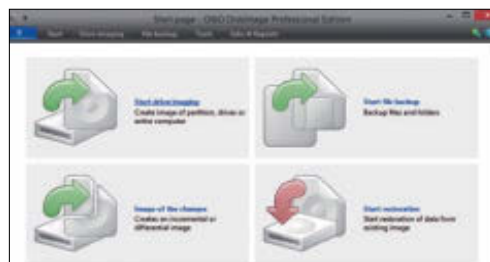 Start page - O&O DiskImage Professional Edition
Start Drive imaging File backup Tools Jobs & Reports
Start drive imaging
Create image of partition, drives or
entire computer
Start file backup
Backup files and folders
Image of the changes
Creates an incremental or
differential image
Start restoration
Start restoration of data from
existing image